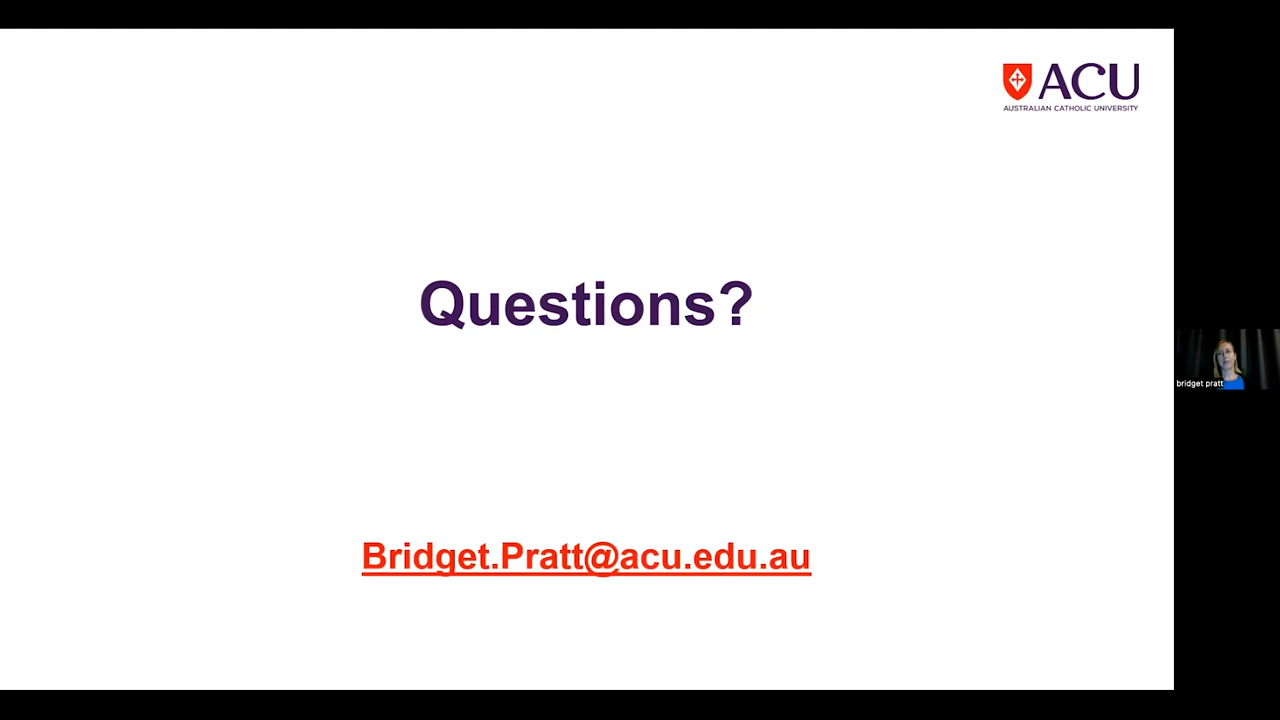 ACU
AUSTRALIAN CATHOLIC UNIVERSITY
Questions?
bridget pratt
Bridget.Pratt@acu.edu.au